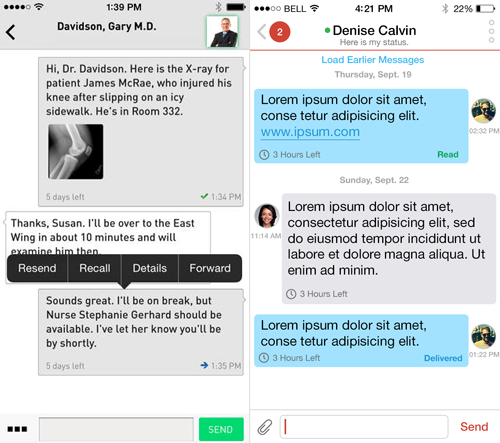 1:39 PM
Davidson, Gary M.D.
Hi, Dr. Davidson. Here is the X-ray for
patient James McRae, who injured his
knee after slipping on an icy
sidewalk. He's in Room 332.
5 days left
1:34 PM
Thanks, Susan. I'll be over to the East
Wing in about 10 minutes and will
examine him then.
Resend Recall Details Forward
Sounds great. I'll be on break, but
Nurse Stephanie Gerhard should be
available. I've let her know you'll be
by shortly.
5 days left
1:35 PM
SEND
BELL 4:21 PM 22%
2
Denise Calvin
Here is my status.
Load Earlier Messages
Thursday, Sept. 19
Lorem ipsum dolor sit amet,
conse tetur adipisicing elit.
www.ipsum.com
3 Hours Left
Read
02:32 PM
Sunday, Sept. 22
Lorem ipsum dolor sit amet,
consectetur adipisicing elit, sed
do eiusmod tempor incididunt ut
labore et dolore magna aliqua. Ut
enim ad minim.
11:14 AM
3 Hours Left
Lorem ipsum dolor sit amet,
conse tetur adipisicing elit.
3 Hours Left
Delivered
01:22 PM
Send